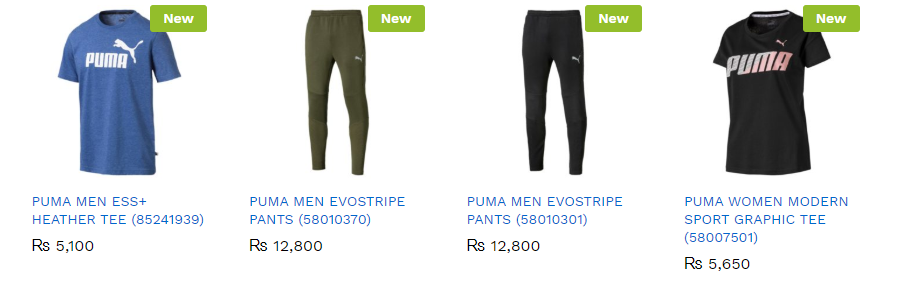 New
New
New
New
PUMA
PUMA
PUMA MEN ESS+
HEATHER TEE (85241939)
₨ 5,100
PUMA MEN EVOSTRIPE
PANTS (58010370)
₨ 12,800
PUMA MEN EVOSTRIPE
PANTS (58010301)
₨ 12,800
PUMA WOMEN MODERN
SPORT GRAPHIC TEE
(58007501)
₨ 5,650